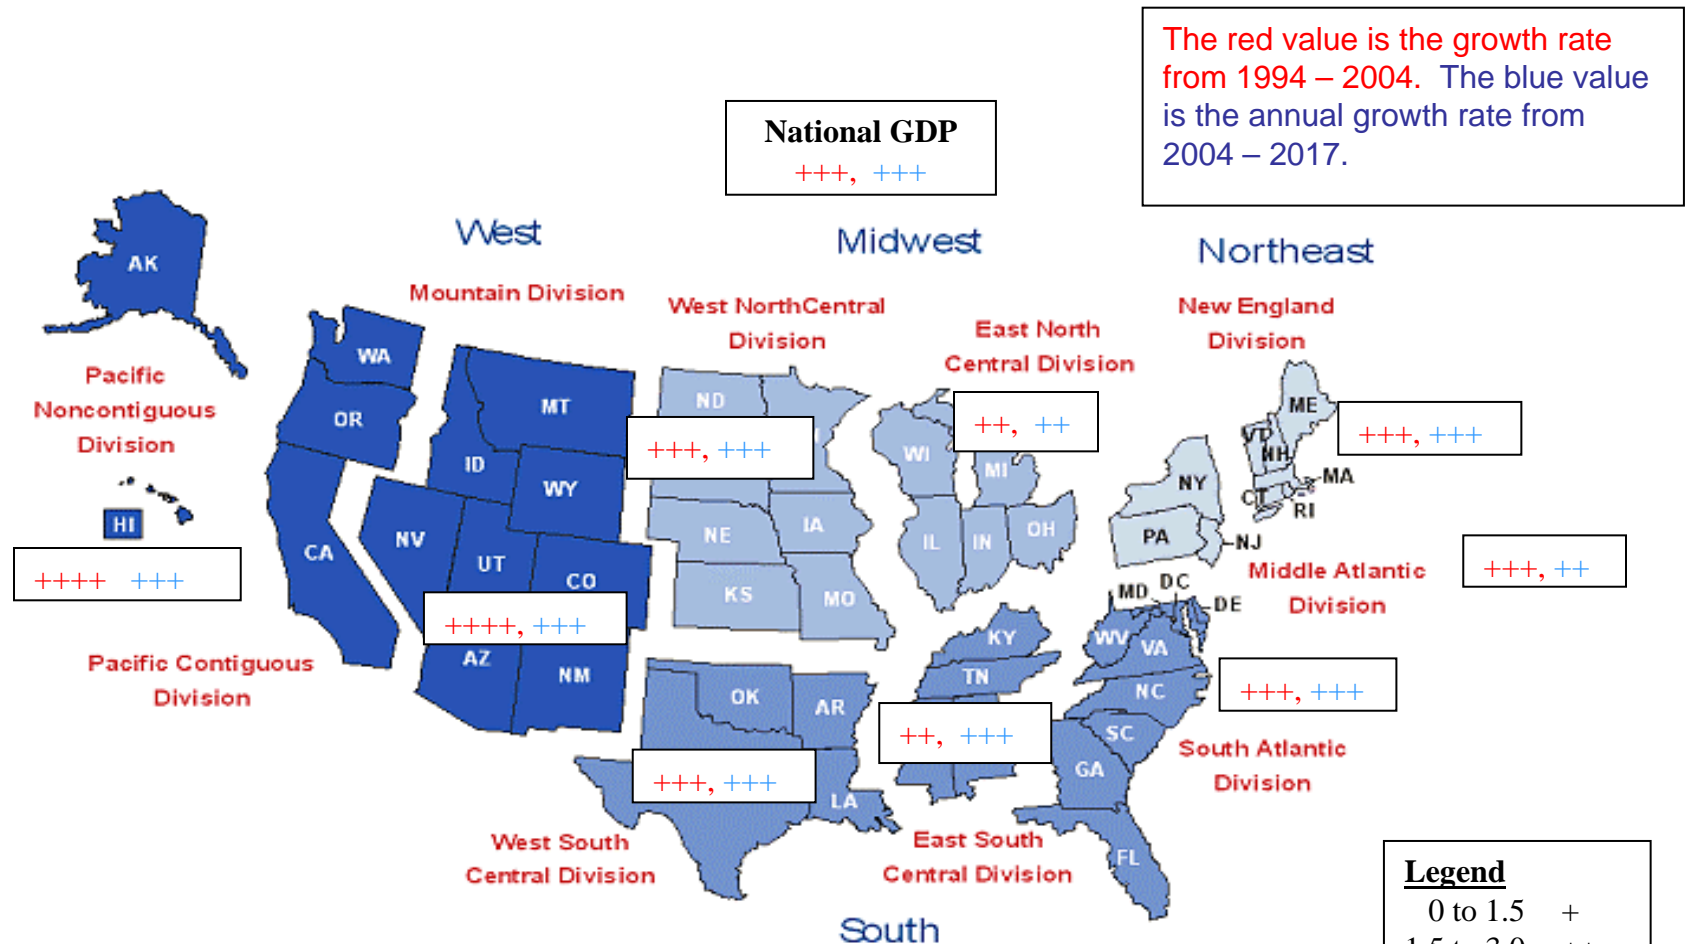 The red value is the growth rate
from 1994 – 2004.  The blue value
is the annual growth rate from
2004 – 2017.
National GDP
+++, +++
West
Midwest
Northeast
AK
Mountain Division
West NorthCentral
Division
East North
Central Division
New England
Division
Pacific
Noncontiguous
Division
WA
OR
MT
ID
WY
ND
+++, +++
WI
++, ++
MI
ME
VT
NH
+++, +++
MA
CT
RI
NY
PA
NJ
HI
++++ +++
CA
NV
UT
CO
++++, +++
AZ
NM
NE
IA
KS
MO
IL
IN
OH
Middle Atlantic
Division
+++, ++
MD
DC
DE
Pacific Contiguous
Division
KY
TN
WV
VA
NC
SC
GA
FL
+++, +++
South Atlantic
Division
OK
AR
LA
++, +++
+++, +++
West South
Central Division
East South
Central Division
South
Legend
0 to 1.5 +